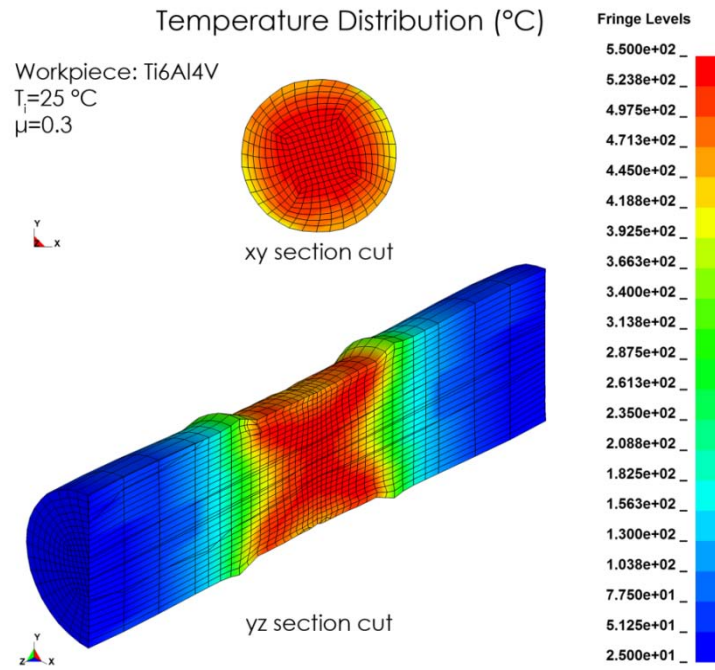 Temperature Distribution (°C)
Fringe Levels
Workpiece: Ti6Al4V
Tᵢ=25 °C
μ=0.3
5.500e+02
5.238e+02
4.975e+02
4.713e+02
4.450e+02
4.188e+02
3.925e+02
3.663e+02
3.400e+02
3.138e+02
2.875e+02
2.613e+02
2.350e+02
2.088e+02
1.825e+02
1.563e+02
1.300e+02
1.038e+02
7.750e+01
5.125e+01
2.500e+01
Y
Z
X
xy section cut
Y
Z
X
yz section cut